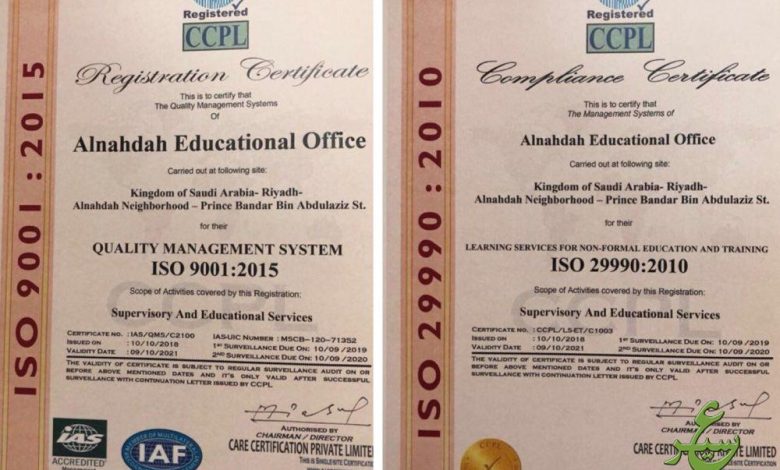 ISO 9001 : 2015
Registered
CCPL
Registration Certificate
This is to certify that
The Quality Management Systems
Of
Alnahdah Educational Office
Carried out at following site:
Kingdom of Saudi Arabia- Riyadh-
Alnahdah Neighborhood – Prince Bandar Bin Abdulaziz St.
for their
QUALITY MANAGEMENT SYSTEM
ISO 9001:2015
Scope of Activities covered by this Registration:
Supervisory And Educational Services
CERTIFICATE NO. : IAS/QMS/C2100 IAS-UIC NUMBER : MSCB-120-71352
ISSUED ON : 10/10/2018 1ST SURVEILLANCE DUE ON: 10/09/2019
VALIDITY DATE : 09/10/2021 2ND SURVEILLANCE DUE ON: 10/09/2020
THE VALIDITY OF CERTIFICATE IS SUBJECT TO REGULAR SURVEILLANCE AUDIT ON OR
BEFORE ABOVE MENTIONED DATES AND IT'S ONLY VALID AFTER SUCCESSFUL
SURVEILLANCE WITH CONTINUATION LETTER ISSUED BY CCPL
AUTHORISED BY
CHAIRMAN / DIRECTOR
CARE CERTIFICATION PRIVATE LIMITED
IAS
ACCREDITED
IAF
ISO 29990 : 2010
Registered
CCPL
Compliance Certificate
This is to certify that
The Management Systems of
Alnahdah Educational Office
Carried out at following site:
Kingdom of Saudi Arabia- Riyadh-
Alnahdah Neighborhood – Prince Bandar Bin Abdulaziz St.
for their
LEARNING SERVICES FOR NON-FORMAL EDUCATION AND TRAINING
ISO 29990:2010
Scope of Activities covered by this Registration:
Supervisory And Educational Services
CERTIFICATE NO. : CCPL/LSET/C1003
ISSUED ON : 10/10/2018 1ST SURVEILLANCE DUE ON: 10/09/2019
VALIDITY DATE : 09/10/2021 2ND SURVEILLANCE DUE ON: 10/09/2020
THE VALIDITY OF CERTIFICATE IS SUBJECT TO REGULAR SURVEILLANCE AUDIT ON OR
BEFORE ABOVE MENTIONED DATES AND IT'S ONLY VALID AFTER SUCCESSFUL
SURVEILLANCE WITH CONTINUATION LETTER ISSUED BY CCPL
AUTHORISED BY
CHAIRMAN / DIRECTOR
CARE CERTIFICATION PRIVATE
CCPL